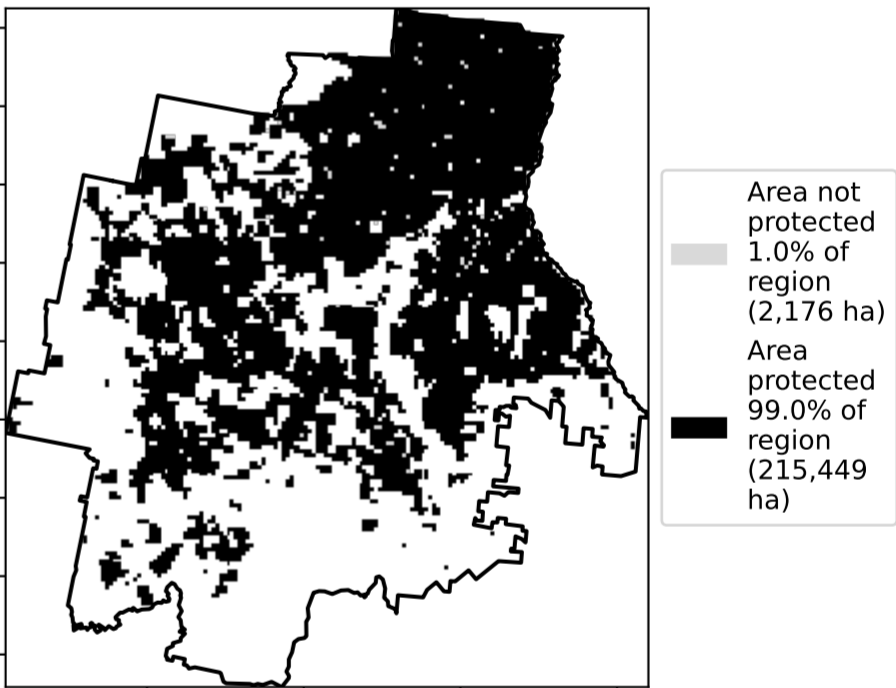 Area not
protected
1.0% of
region
(2,176 ha)
Area
protected
99.0% of
region
(215,449
ha)